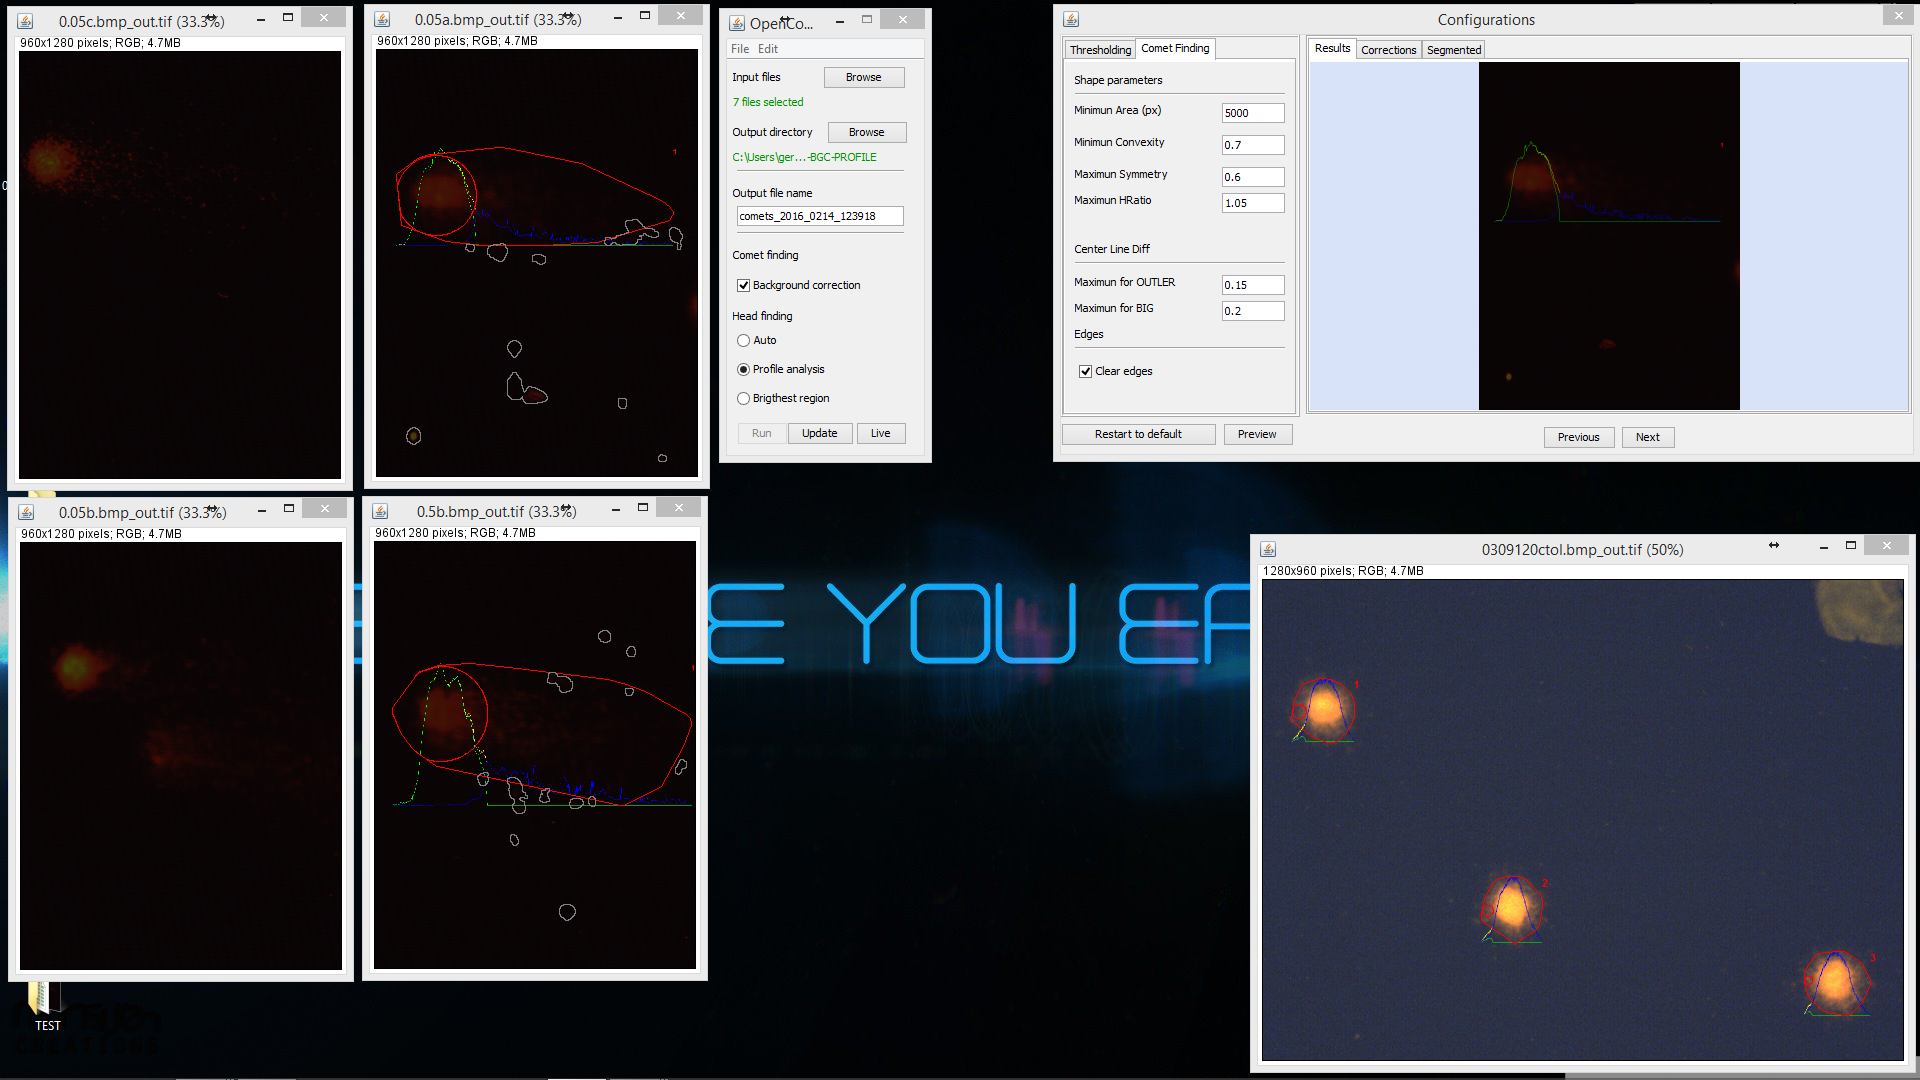 0.05c.bmp_out.tif (33.3%)
960x1280 pixels; RGB; 4.7MB
0.05a.bmp_out.tif (33.3%)
960x1280 pixels; RGB; 4.7MB
1
OpenCo...
File Edit
Input files Browse
7 files selected
Output directory Browse
C:\Users\ger...-BGC-PROFILE
Output file name
comets_2016_0214_123918
Comet finding
Background correction
Head finding
Auto
Profile analysis
Brigthest region
Run Update Live
Configurations
Thresholding Comet Finding
Shape parameters
Minimun Area (px) 5000
Minimun Convexity 0.7
Maximun Symmetry 0.6
Maximun HRatio 1.05
Center Line Diff
Maximun for OUTLER 0.15
Maximun for BIG 0.2
Edges
Clear edges
Restart to default Preview
Results Corrections Segmented
Previous Next
0.05b.bmp_out.tif (33.3%)
960x1280 pixels; RGB; 4.7MB
0.5b.bmp_out.tif (33.3%)
960x1280 pixels; RGB; 4.7MB
1
E YOU EA
0309120ctol.bmp_out.tif (50%)
1280x960 pixels; RGB; 4.7MB
1
2
3
TEST
CREATIONS